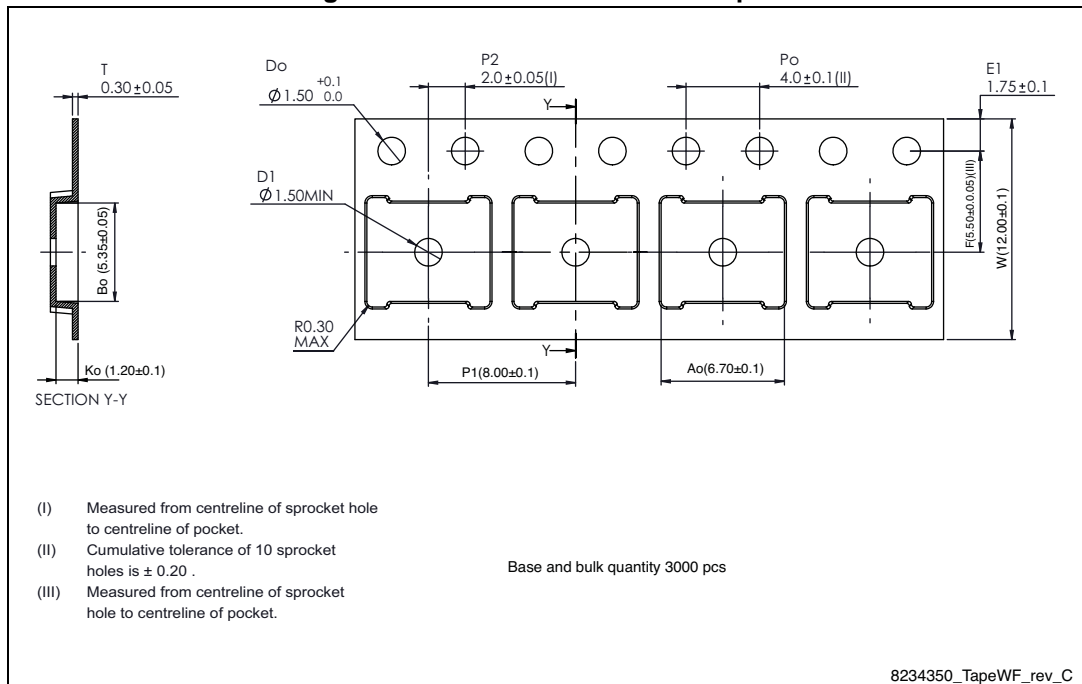 T
0.30±0.05
Do
Ø1.50 +0.1 0.0
P2
2.0±0.05(I)
Y
Po
4.0±0.1(II)
E1
1.75±0.1
D1
Ø1.50MIN
Bo (5.35±0.05)
F(5.50±0.0.05)(III)
W(12.00±0.1)
R0.30
MAX
Y
Ko (1.20±0.1)
P1(8.00±0.1)
Ao(6.70±0.1)
SECTION Y-Y
(I) Measured from centreline of sprocket hole
to centreline of pocket.
(II) Cumulative tolerance of 10 sprocket
holes is ± 0.20 .
(III) Measured from centreline of sprocket
hole to centreline of pocket.
Base and bulk quantity 3000 pcs
8234350_TapeWF_rev_C